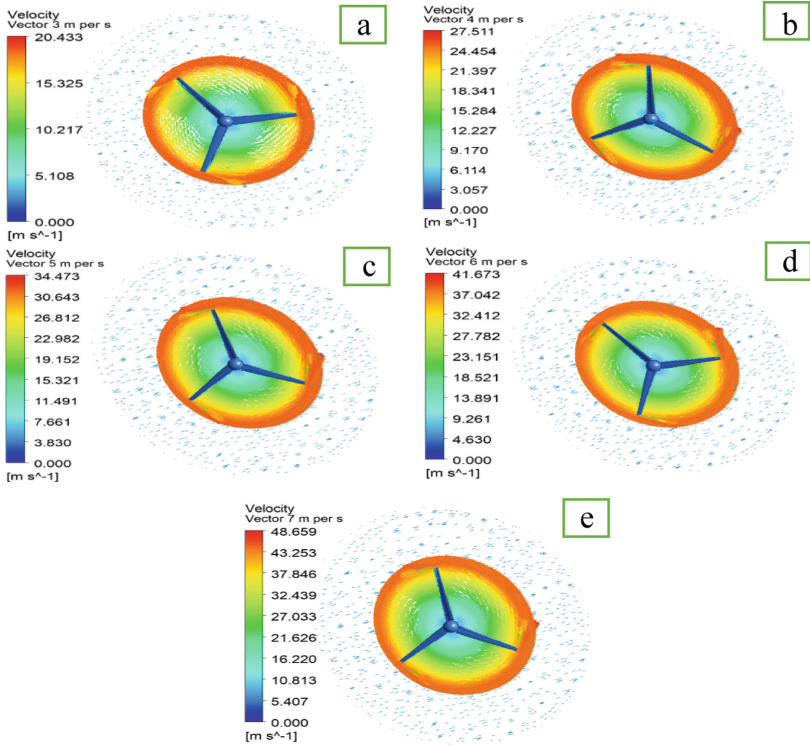 Velocity
Vector 3 m per s
20.433
15.325
10.217
5.108
0.000
[m s^-1]
a
Velocity
Vector 4 m per s
27.511
24.454
21.397
18.341
15.284
12.227
9.170
6.114
3.057
0.000
[m s^-1]
b
Velocity
Vector 5 m per s
34.473
30.643
26.812
22.982
19.152
15.321
11.491
7.661
3.830
0.000
[m s^-1]
c
Velocity
Vector 6 m per s
41.673
37.042
32.412
27.782
23.151
18.521
13.891
9.261
4.630
0.000
[m s^-1]
d
Velocity
Vector 7 m per s
48.659
43.253
37.846
32.439
27.033
21.626
16.220
10.813
5.407
0.000
[m s^-1]
e